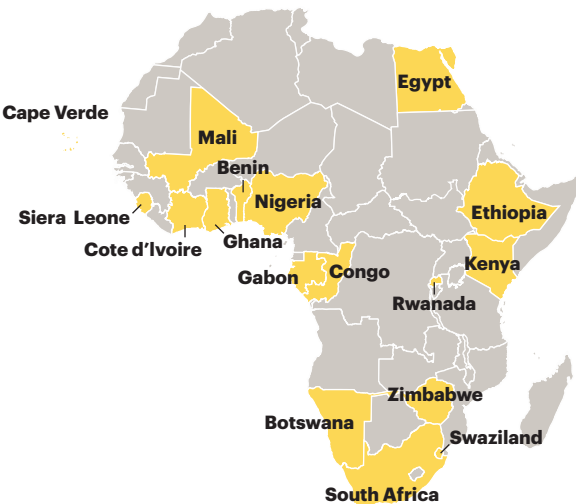 Egypt
Cape Verde
Mali
Benin
Nigeria
Ethiopia
Siera Leone
Cote d'Ivoire
Ghana
Kenya
Gabon
Congo
Rwanada
Zimbabwe
Botswana
Swaziland
South Africa